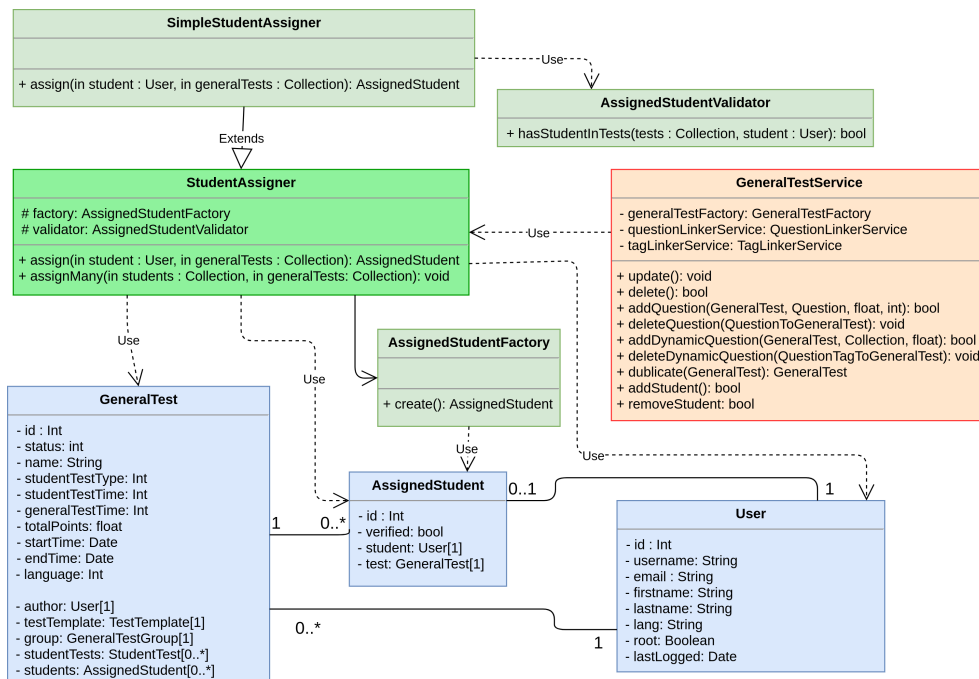 SimpleStudentAssigner
+ assign(in student : User, in generalTests : Collection): AssignedStudent
Use
AssignedStudentValidator
+ hasStudentInTests(tests : Collection, student : User): bool
Extends
StudentAssigner
# factory: AssignedStudentFactory
# validator: AssignedStudentValidator
+ assign(in student : User, in generalTests : Collection): AssignedStudent
+ assignMany(in students : Collection, in generalTests: Collection): void
Use
GeneralTestService
- generalTestFactory: GeneralTestFactory
- questionLinkerService: QuestionLinkerService
- tagLinkerService: TagLinkerService
+ update(): void
+ delete(): bool
+ addQuestion(GeneralTest, Question, float, int): bool
+ deleteQuestion(QuestionToGeneralTest): void
+ addDynamicQuestion(GeneralTest, Collection, float): bool
+ deleteDynamicQuestion(QuestionTagToGeneralTest): void
+ dublicate(GeneralTest): GeneralTest
+ addStudent(): bool
+ removeStudent: bool
Use
Use
AssignedStudentFactory
+ create(): AssignedStudent
Use
Use
GeneralTest
- id : Int
- status: int
- name: String
- studentTestType: Int
- studentTestTime: Int
- generalTestTime: Int
- totalPoints: float
- startTime: Date
- endTime: Date
- language: Int
- author: User[1]
- testTemplate: TestTemplate[1]
- group: GeneralTestGroup[1]
- studentTests: StudentTest[0..*]
- students: AssignedStudent[0..*]
1
0..*
AssignedStudent
- id : Int
- verified: bool
- student: User[1]
- test: GeneralTest[1]
0..1
1
0..*
1
User
- id : Int
- username: String
- email : String
- firstname: String
- lastname: String
- lang: String
- root: Boolean
- lastLogged: Date